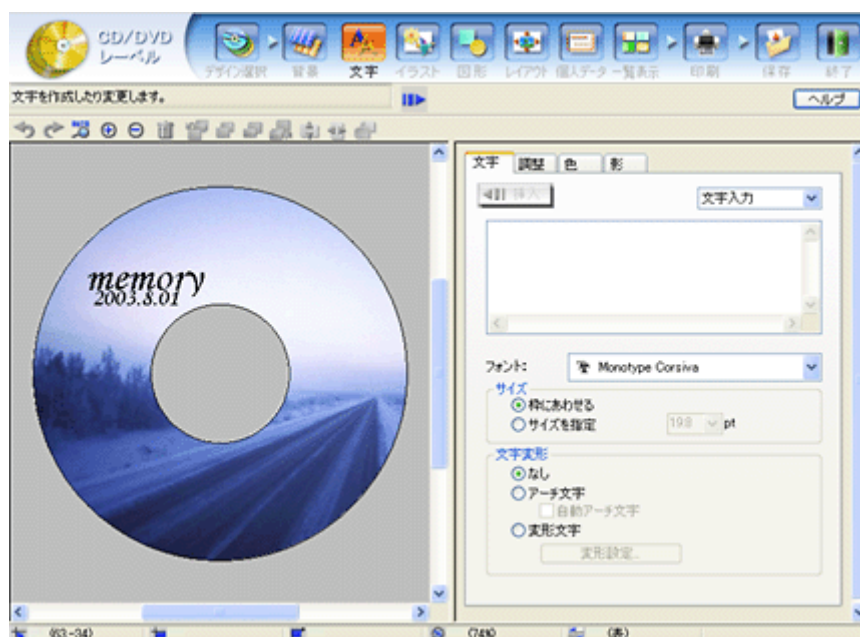 CD/DVD
レーベル
デザイン選択 背景 文字 イラスト 図形 レイアウト 個人データ 一覧表示 印刷 保存 終了
文字を作成したり変更します。
ヘルプ
文字 調整 色 影
挿入 文字入力
memory
2003.8.01
フォント: Monotype Corsiva
サイズ
枠にあわせる
サイズを指定 19.8 pt
文字変形
なし
アーチ文字
自動アーチ文字
変形文字
変形設定...
(63-34) (74%) (表)